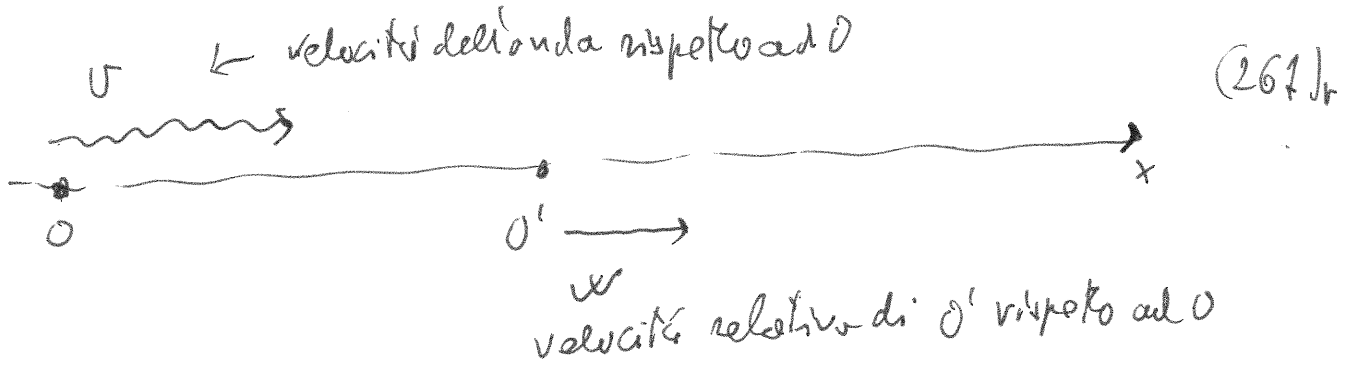 velocità dell'onda rispetto ad O
(267)r
v
x
O
O'
w
velocità relativa di O' rispetto ad O